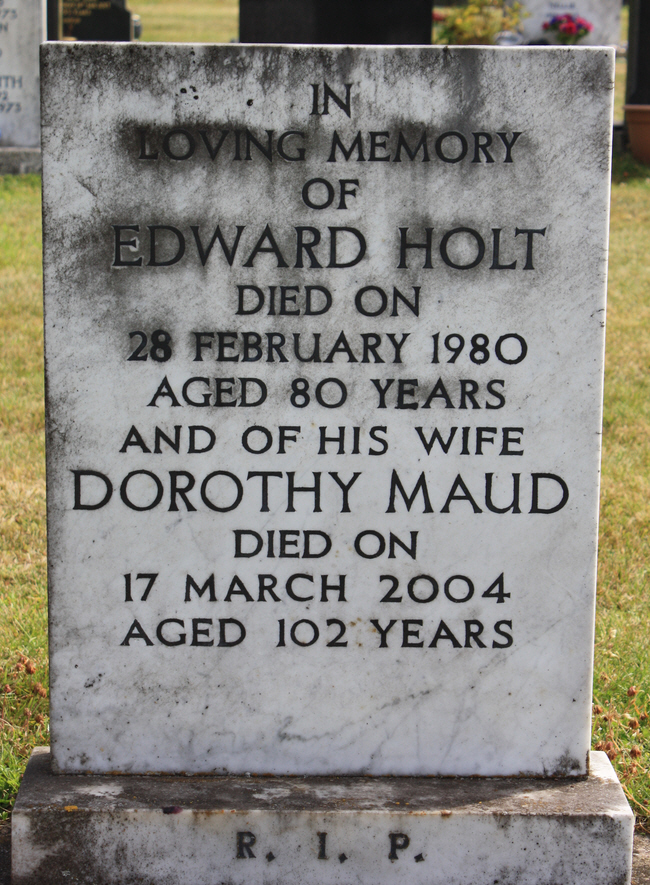 IN
LOVING MEMORY
OF
EDWARD HOLT
DIED ON
28 FEBRUARY 1980
AGED 80 YEARS
AND OF HIS WIFE
DOROTHY MAUD
DIED ON
17 MARCH 2004
AGED 102 YEARS
R. I. P.